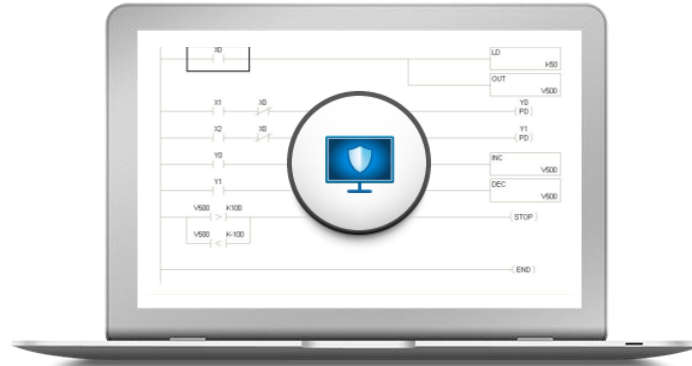 X0
LD
K50
OUT
V500
X1 X0 Y0
PD
X2 X0 Y1
PD
Y0 INC
V500
Y1 DEC
V500
V500 > K100 STOP
V500 < K-100
END